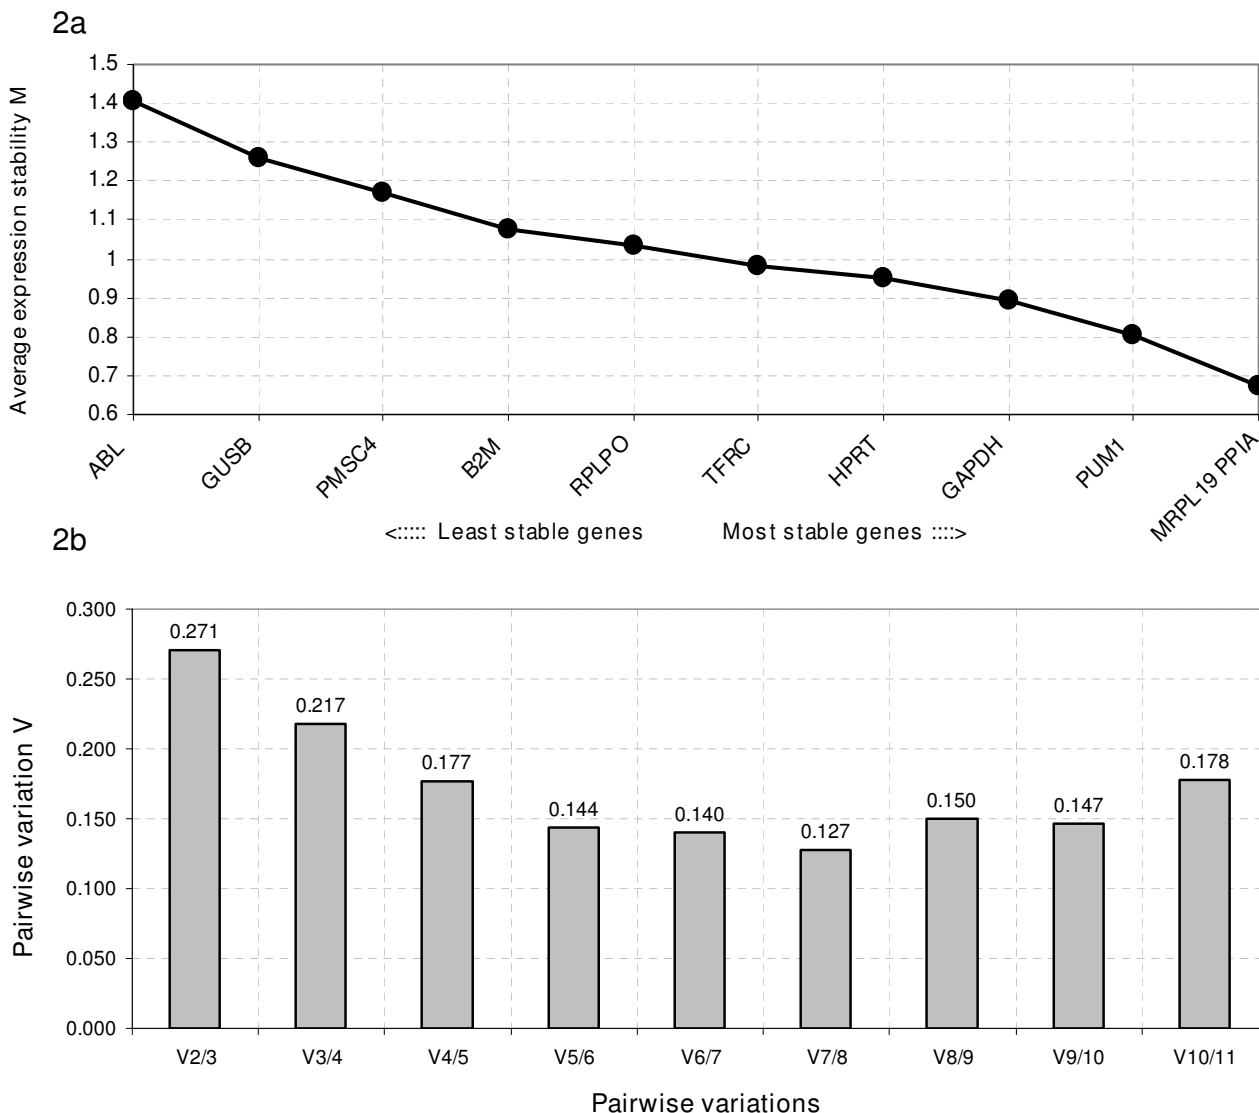 2a
Average expression stability M
1.5
1.4
1.3
1.2
1.1
1
0.9
0.8
0.7
0.6
ABL
GUSB
PMSC4
B2M
RPLPO
TFRC
HPRT
GAPDH
PUM1
MRPL19 PPIA
<::::: Least stable genes
Most stable genes ::::>
2b
Pairwise variation V
0.300
0.250
0.200
0.150
0.100
0.050
0.000
0.271
0.217
0.177
0.144
0.140
0.127
0.150
0.147
0.178
V2/3
V3/4
V4/5
V5/6
V6/7
V7/8
V8/9
V9/10
V10/11
Pairwise variations